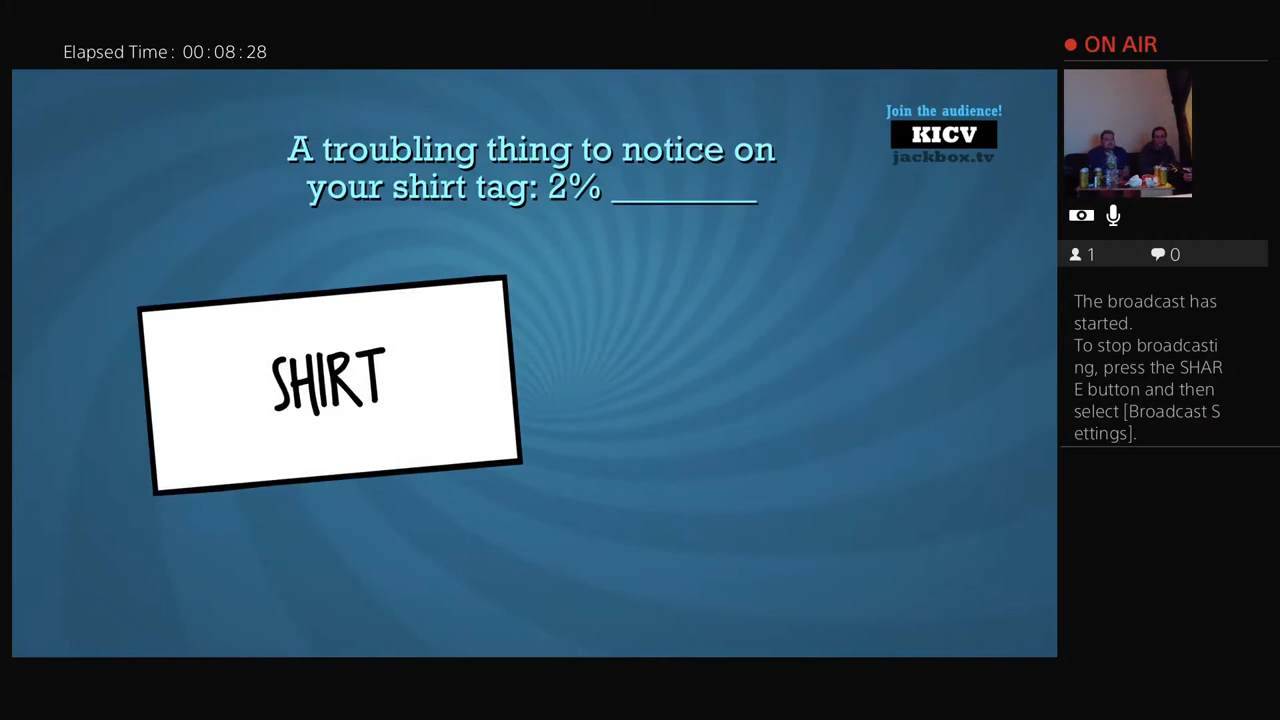 Elapsed Time: 00:08:28
ON AIR
Join the audience!
KICV
jackbox.tv
A troubling thing to notice on
your shirt tag: 2% _________
SHIRT
1
0
The broadcast has
started.
To stop broadcasti
ng, press the SHAR
E button and then
select [Broadcast S
ettings].